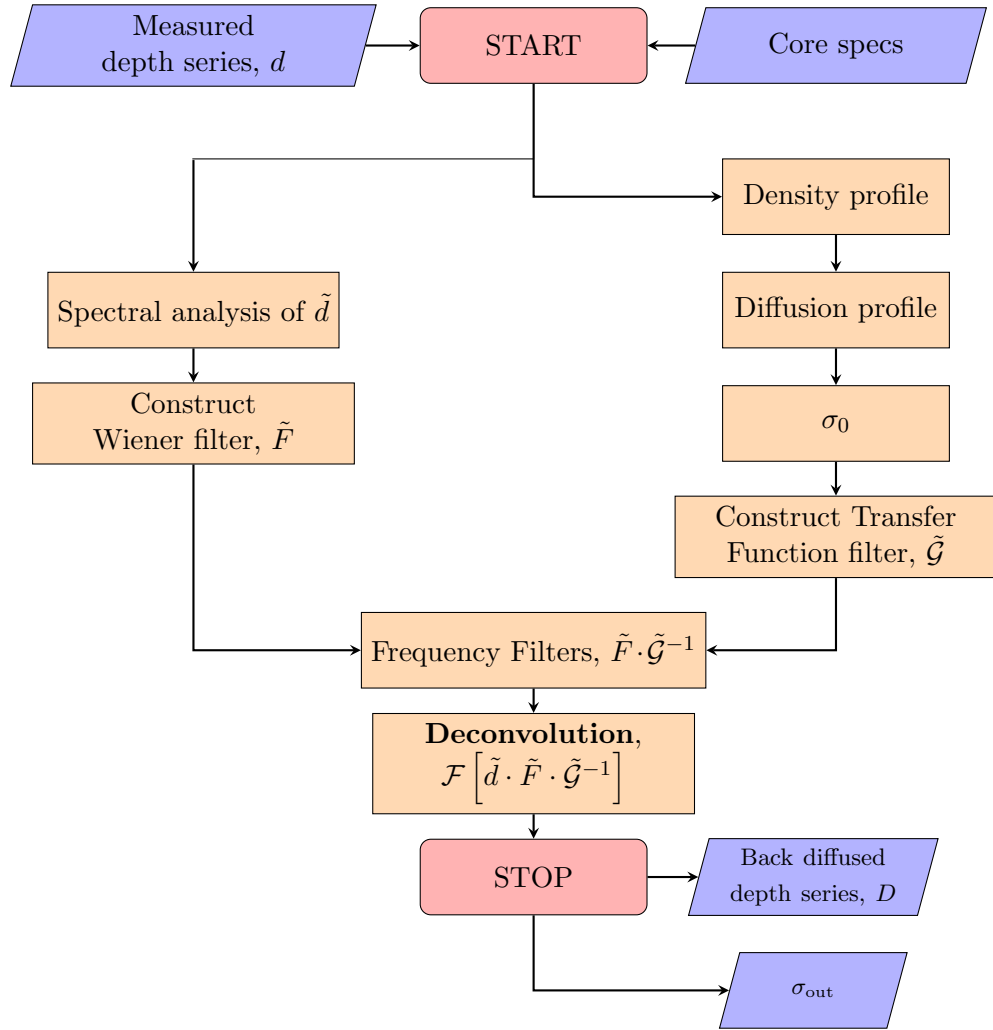 Measured
depth series, d
START
Core specs
Density profile
Spectral analysis of d̃
Diffusion profile
Construct
Wiener filter, F̃
σ₀
Construct Transfer
Function filter, 𝒢̃
Frequency Filters, F̃ · 𝒢̃⁻¹
Deconvolution,
ℱ [d̃ · F̃ · 𝒢̃⁻¹]
STOP
Back diffused
depth series, D
σout